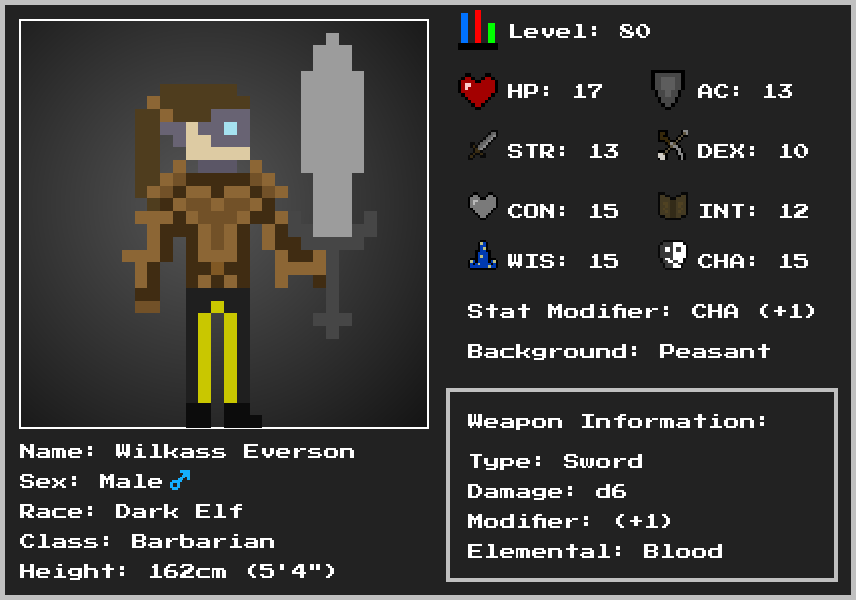 Level: 80
HP: 17 AC: 13
STR: 13 DEX: 10
CON: 15 INT: 12
WIS: 15 CHA: 15
Stat Modifier: CHA (+1)
Background: Peasant
Weapon Information:
Type: Sword
Damage: d6
Modifier: (+1)
Elemental: Blood
Name: Wilkass Everson
Sex: Male ♂
Race: Dark Elf
Class: Barbarian
Height: 162cm (5'4")